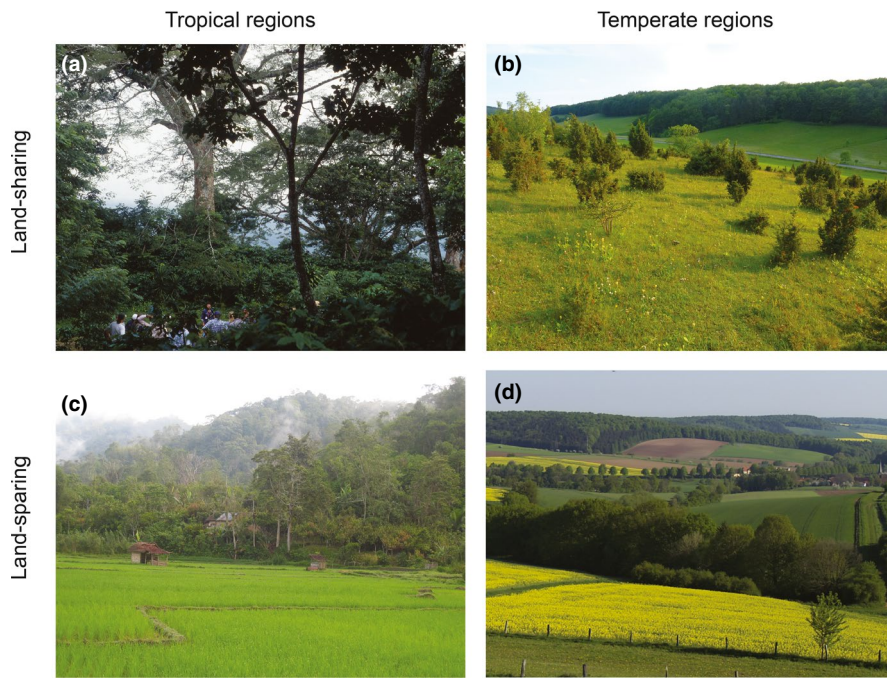 Tropical regions
Temperate regions
Land-sharing
(a)
(b)
Land-sparing
(c)
(d)